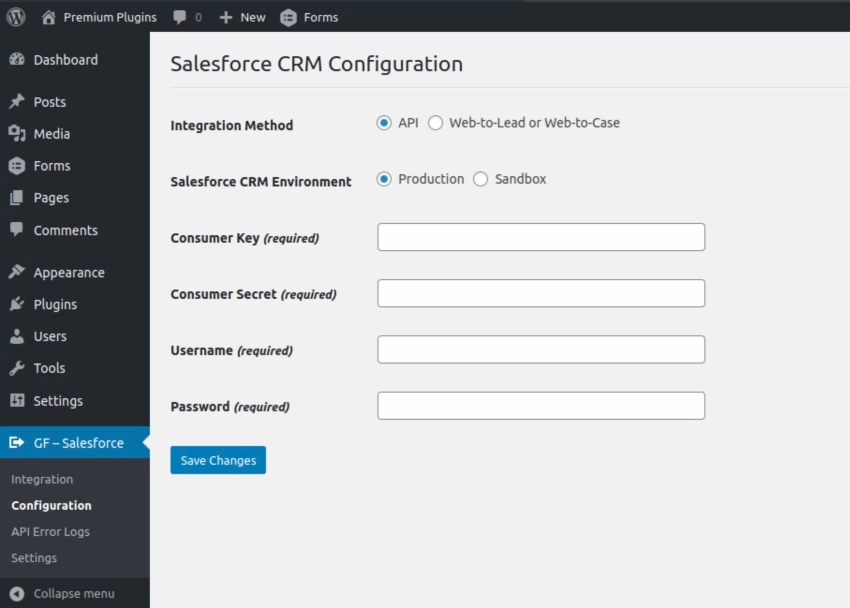 Premium Plugins 0 New Forms
Dashboard
Posts
Media
Forms
Pages
Comments
Appearance
Plugins
Users
Tools
Settings
GF – Salesforce
Integration
Configuration
API Error Logs
Settings
Collapse menu
Salesforce CRM Configuration
Integration Method API Web-to-Lead or Web-to-Case
Salesforce CRM Environment Production Sandbox
Consumer Key (required)
Consumer Secret (required)
Username (required)
Password (required)
Save Changes